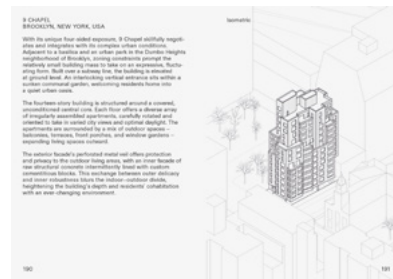 9 CHAPEL
BROOKLYN, NEW YORK, USA
With its unique four-sided exposure, 9 Chapel skillfully negoti-
ates and integrates with its complex urban conditions.
Adjacent to a basilica and an urban park in the Dumbo Heights
neighborhood of Brooklyn, zoning constraints prompt the
relatively small building mass to take on an expressive, fluctu-
ating form. Built over a subway line, the building is elevated
at ground level. An interlocking vertical entrance sits within a
sunken communal garden, welcoming residents home into
a quiet urban oasis.
The fourteen-story building is structured around a covered,
unconditioned central core. Each floor offers a diverse array
of irregularly assembled apartments, carefully rotated and
oriented to take in varied city views and optimal daylight. The
apartments are surrounded by a mix of outdoor spaces –
balconies, terraces, front porches, and window gardens –
expanding living spaces outward.
The exterior facade's perforated metal veil offers protection
and privacy to the outdoor living areas, with an inner facade of
raw structural concrete intermittently lined with custom
cementitious blocks. This exchange between outer delicacy
and inner robustness blurs the indoor-outdoor divide,
heightening the building's depth and residents' cohabitation
with an ever-changing environment.
180
Isometric
181